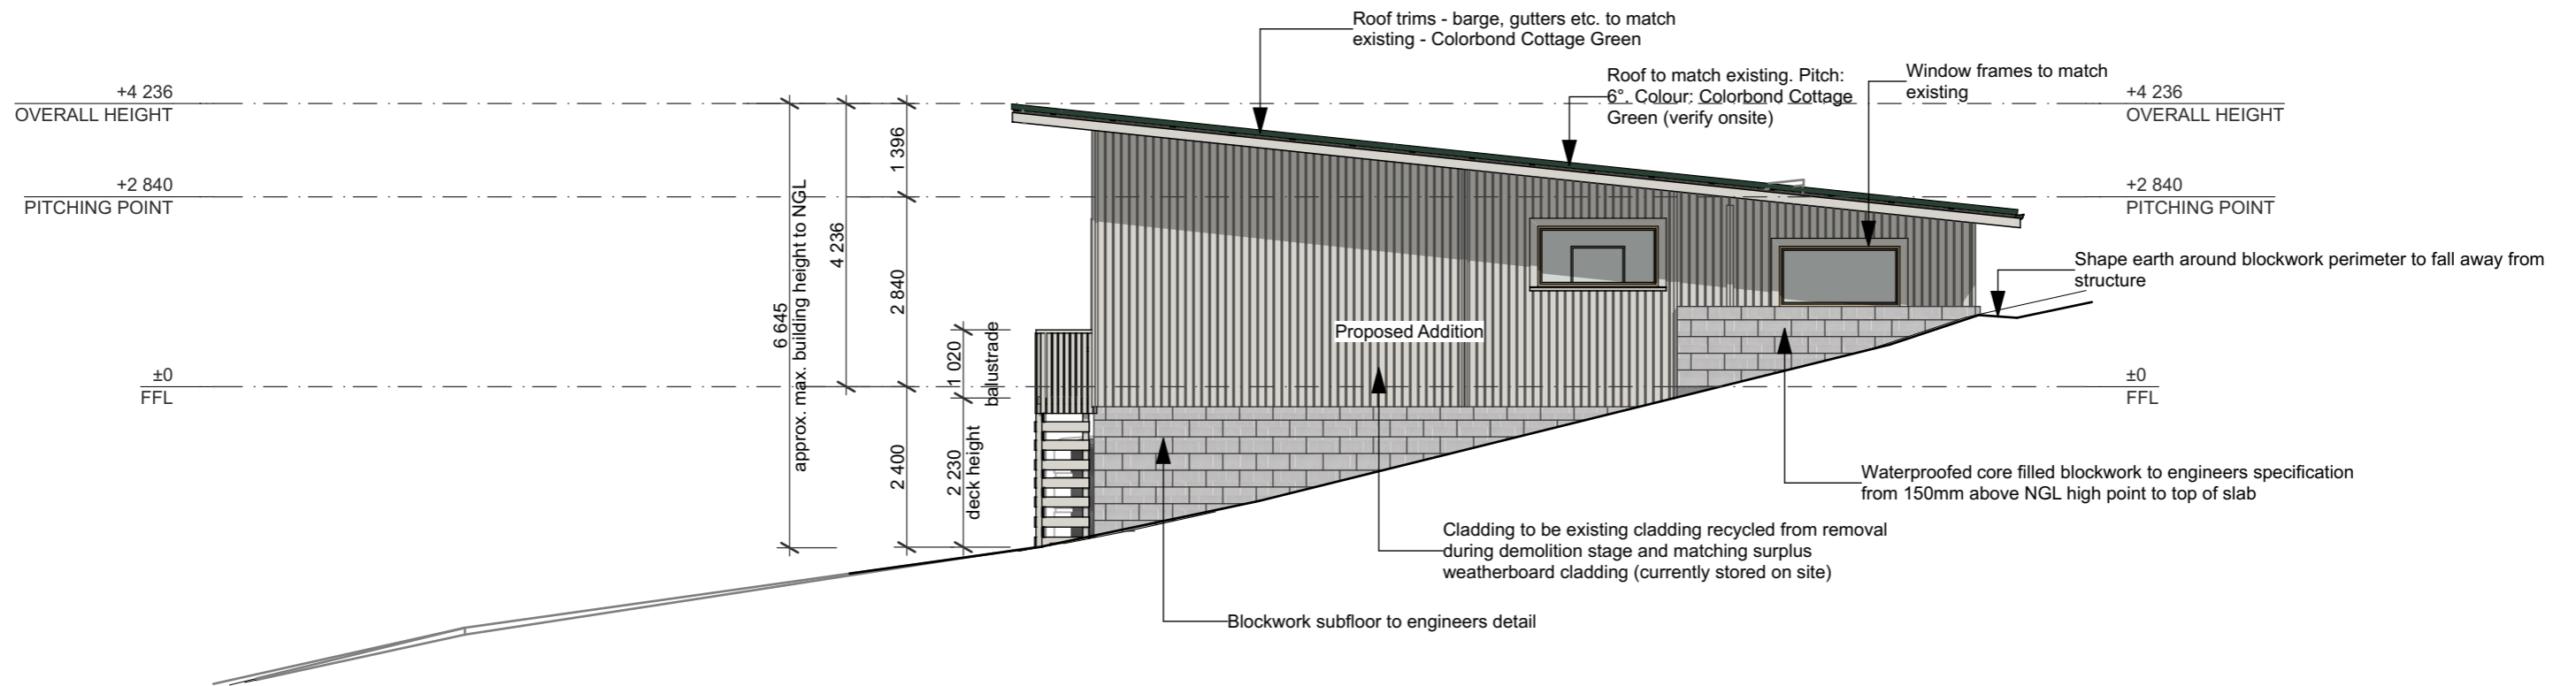 Roof trims - barge, gutters etc. to match
existing - Colorbond Cottage Green
Roof to match existing. Pitch:
6°. Colour: Colorbond Cottage
Green (verify onsite)
Window frames to match
existing
+4 236
OVERALL HEIGHT
+4 236
OVERALL HEIGHT
1 396
+2 840
PITCHING POINT
+2 840
PITCHING POINT
6 645
approx. max. building height to NGL
4 236
2 840
Shape earth around blockwork perimeter to fall away from
structure
Proposed Addition
1 020
balustrade
±0
FFL
±0
FFL
2 400
2 230
deck height
Waterproofed core filled blockwork to engineers specification
from 150mm above NGL high point to top of slab
Cladding to be existing cladding recycled from removal
during demolition stage and matching surplus
weatherboard cladding (currently stored on site)
Blockwork subfloor to engineers detail